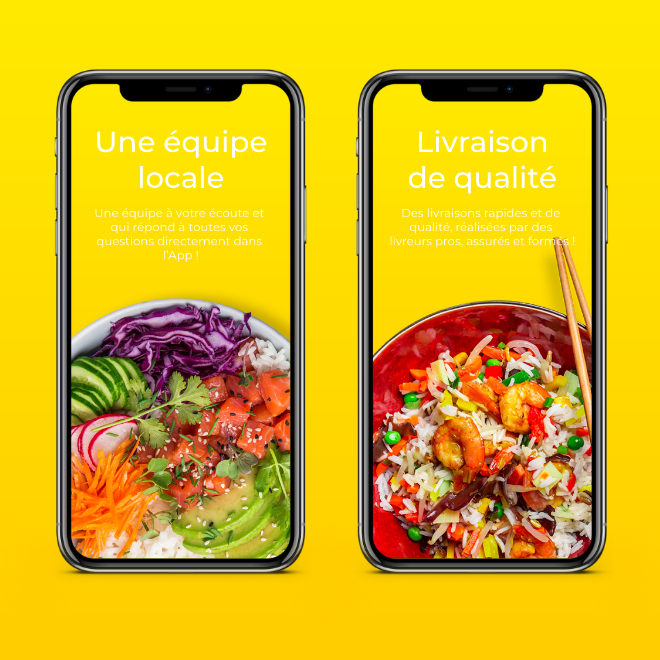 Une équipe
locale
Une équipe à votre écoute et
qui répond à toutes vos
questions directement dans
l'App !
Livraison
de qualité
Des livraisons rapides et de
qualité, réalisées par des
livreurs pros, assurés et formés !